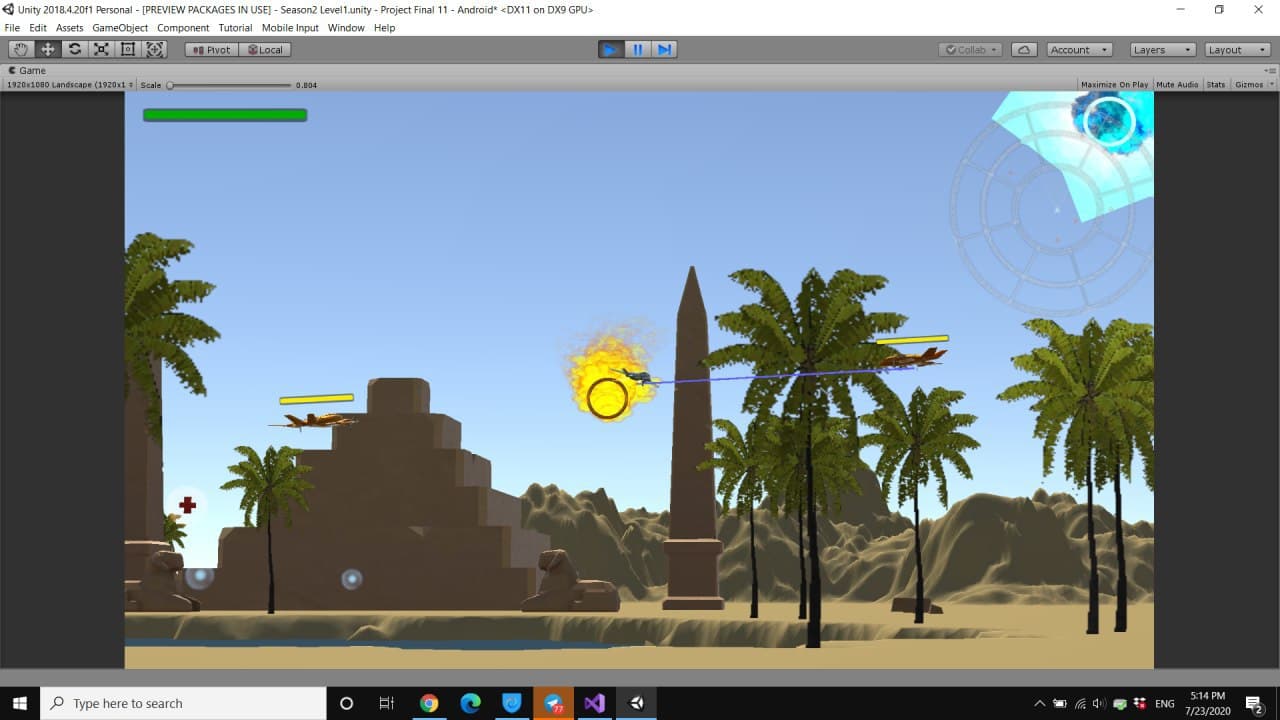 Unity 2018.4.20f1 Personal - [PREVIEW PACKAGES IN USE] - Season2 Level1.unity - Project Final 11 - Android* <DX11 on DX9 GPU>
File Edit Assets GameObject Component Tutorial Mobile Input Window Help
Pivot Local Collab Account Layers Layout
Game
1920x1080 Landscape (1920x1 Scale 0.804 Maximize On Play Mute Audio Stats Gizmos
77
Type here to search
ENG
5:14 PM
7/23/2020
2